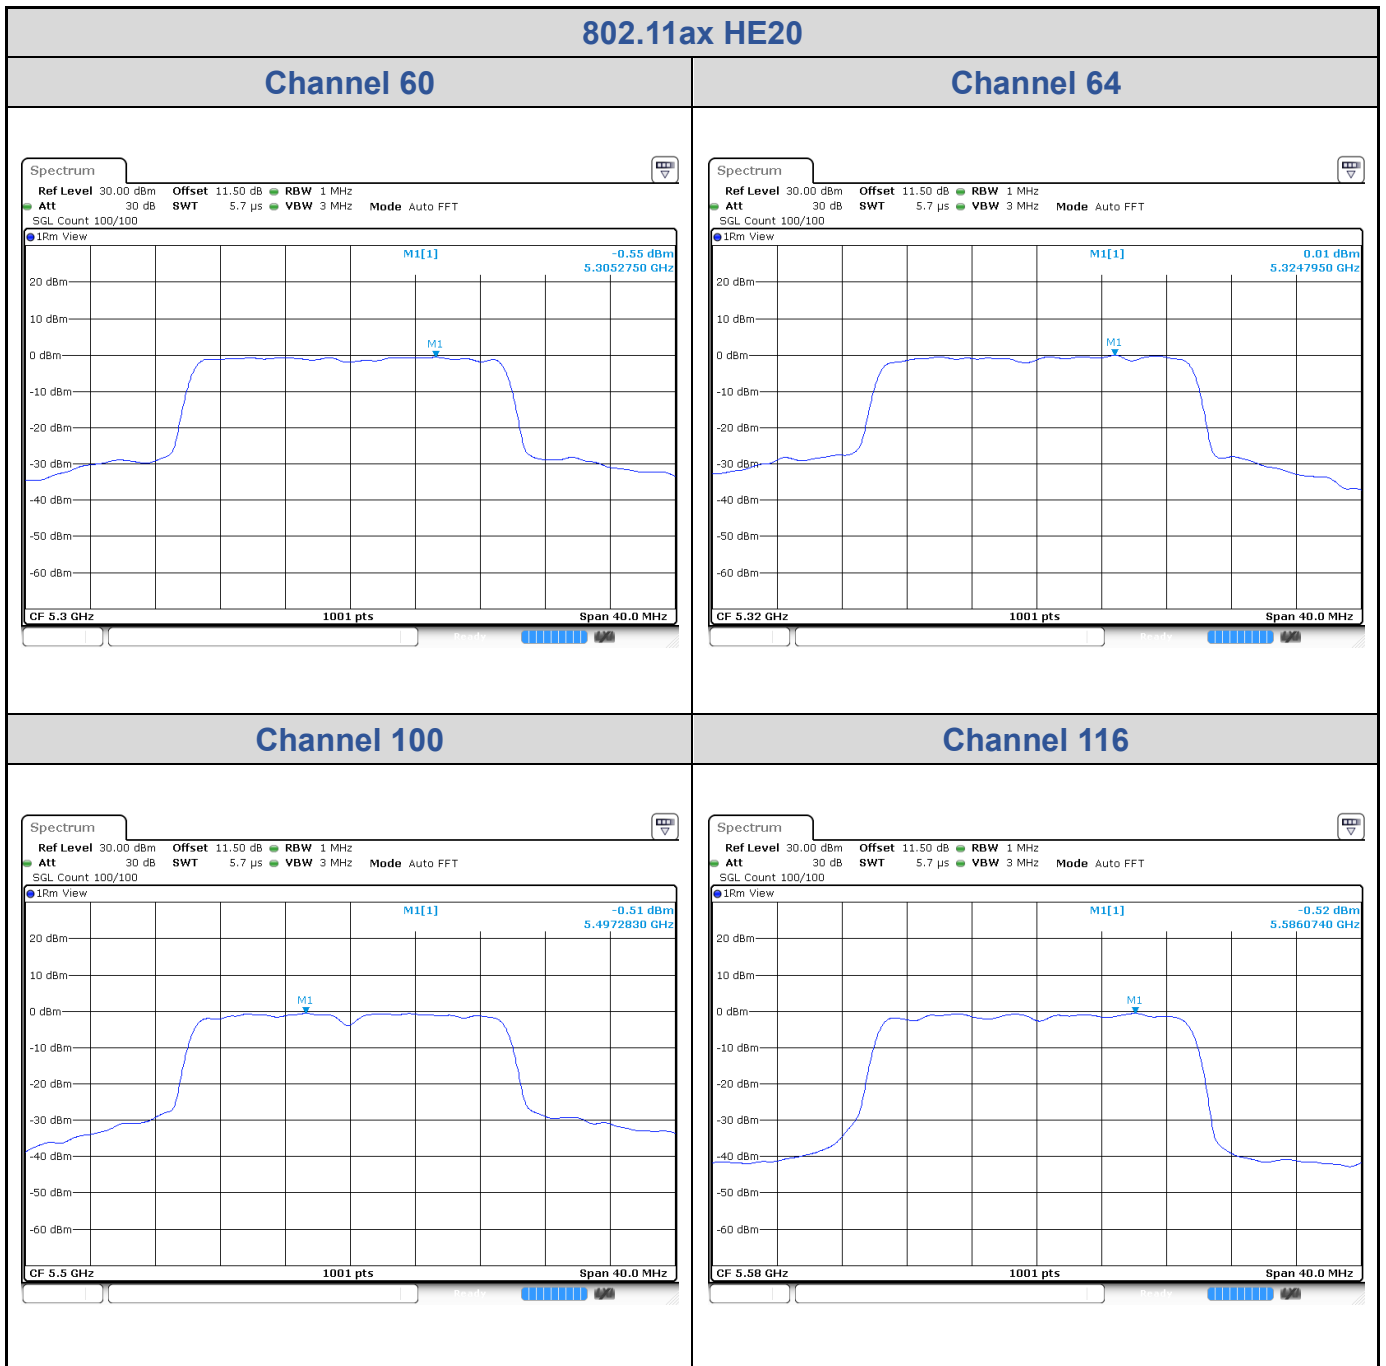 802.11ax HE20
Channel 60
Channel 64
Spectrum
Ref Level 30.00 dBm Offset 11.50 dB RBW 1 MHz
Att 30 dB SWT 5.7 µs VBW 3 MHz Mode Auto FFT
SGL Count 100/100
1Rm View
M1[1] -0.55 dBm
5.3052750 GHz
20 dBm
10 dBm
M1
0 dBm
-10 dBm
-20 dBm
-30 dBm
-40 dBm
-50 dBm
-60 dBm
CF 5.3 GHz 1001 pts Span 40.0 MHz
Ready
Spectrum
Ref Level 30.00 dBm Offset 11.50 dB RBW 1 MHz
Att 30 dB SWT 5.7 µs VBW 3 MHz Mode Auto FFT
SGL Count 100/100
1Rm View
M1[1] 0.01 dBm
5.3247950 GHz
20 dBm
10 dBm
M1
0 dBm
-10 dBm
-20 dBm
-30 dBm
-40 dBm
-50 dBm
-60 dBm
CF 5.32 GHz 1001 pts Span 40.0 MHz
Ready
Channel 100
Channel 116
Spectrum
Ref Level 30.00 dBm Offset 11.50 dB RBW 1 MHz
Att 30 dB SWT 5.7 µs VBW 3 MHz Mode Auto FFT
SGL Count 100/100
1Rm View
M1[1] -0.51 dBm
5.4972830 GHz
20 dBm
10 dBm
M1
0 dBm
-10 dBm
-20 dBm
-30 dBm
-40 dBm
-50 dBm
-60 dBm
CF 5.5 GHz 1001 pts Span 40.0 MHz
Ready
Spectrum
Ref Level 30.00 dBm Offset 11.50 dB RBW 1 MHz
Att 30 dB SWT 5.7 µs VBW 3 MHz Mode Auto FFT
SGL Count 100/100
1Rm View
M1[1] -0.52 dBm
5.5860740 GHz
20 dBm
10 dBm
M1
0 dBm
-10 dBm
-20 dBm
-30 dBm
-40 dBm
-50 dBm
-60 dBm
CF 5.58 GHz 1001 pts Span 40.0 MHz
Ready